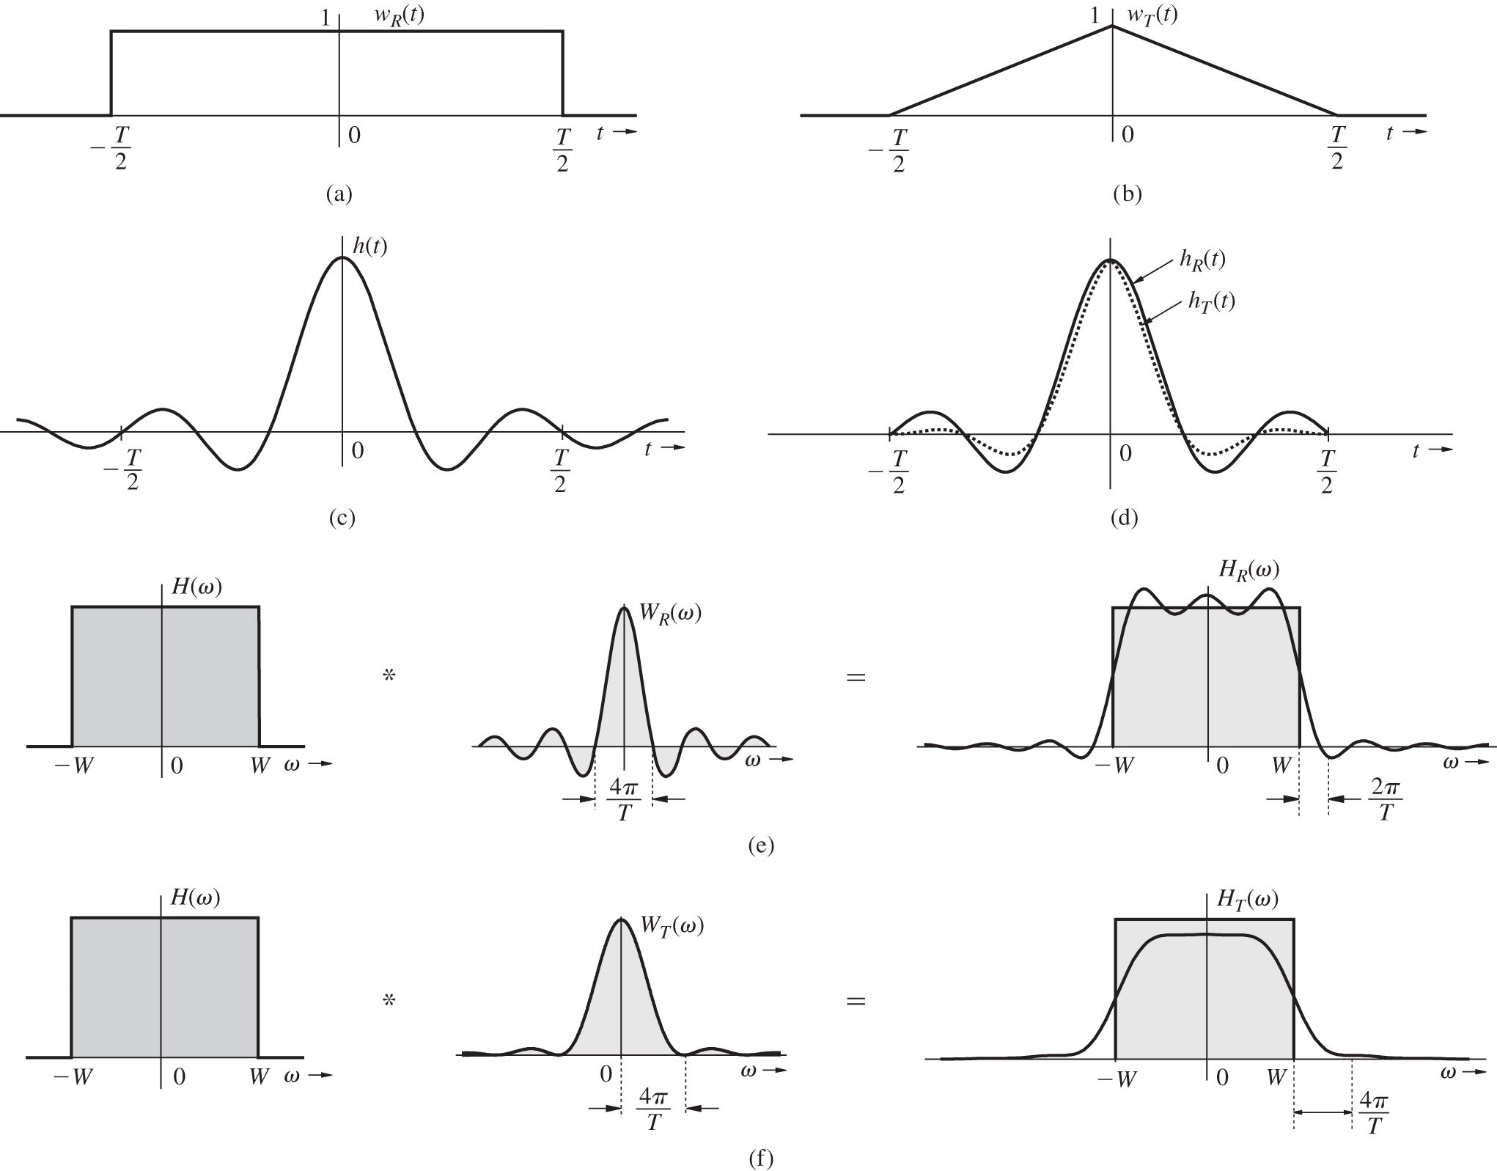 1 w_R(t)
−T/2 0 T/2 t →
(a)
1 w_T(t)
−T/2 0 T/2 t →
(b)
h(t)
−T/2 0 T/2 t →
(c)
h_R(t)
h_T(t)
−T/2 0 T/2 t →
(d)
H(ω)
−W 0 W ω →
*
W_R(ω)
ω →
4π/T
=
H_R(ω)
−W 0 W ω →
2π/T
(e)
H(ω)
−W 0 W ω →
*
W_T(ω)
0 ω →
4π/T
=
H_T(ω)
−W 0 W ω →
4π/T
(f)